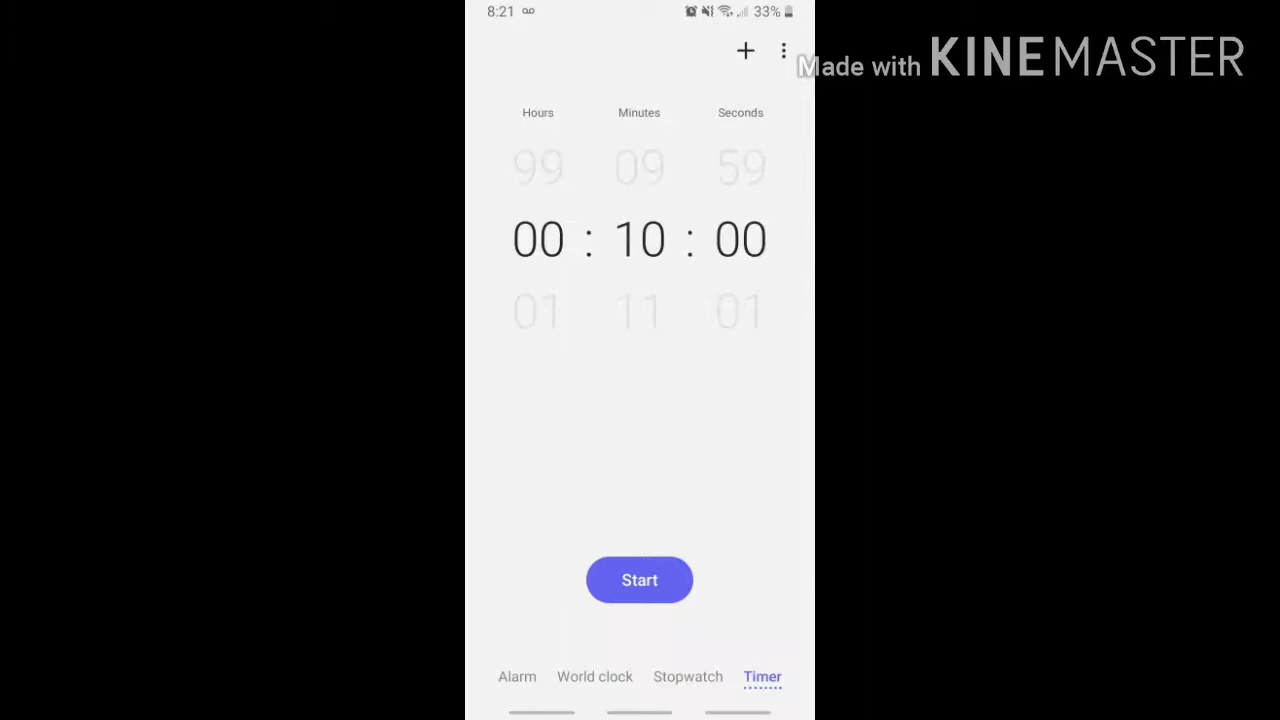 8:21 33%
Made with KINEMASTER
Hours Minutes Seconds
99 09 59
00 : 10 : 00
01 11 01
Start
Alarm World clock Stopwatch Timer